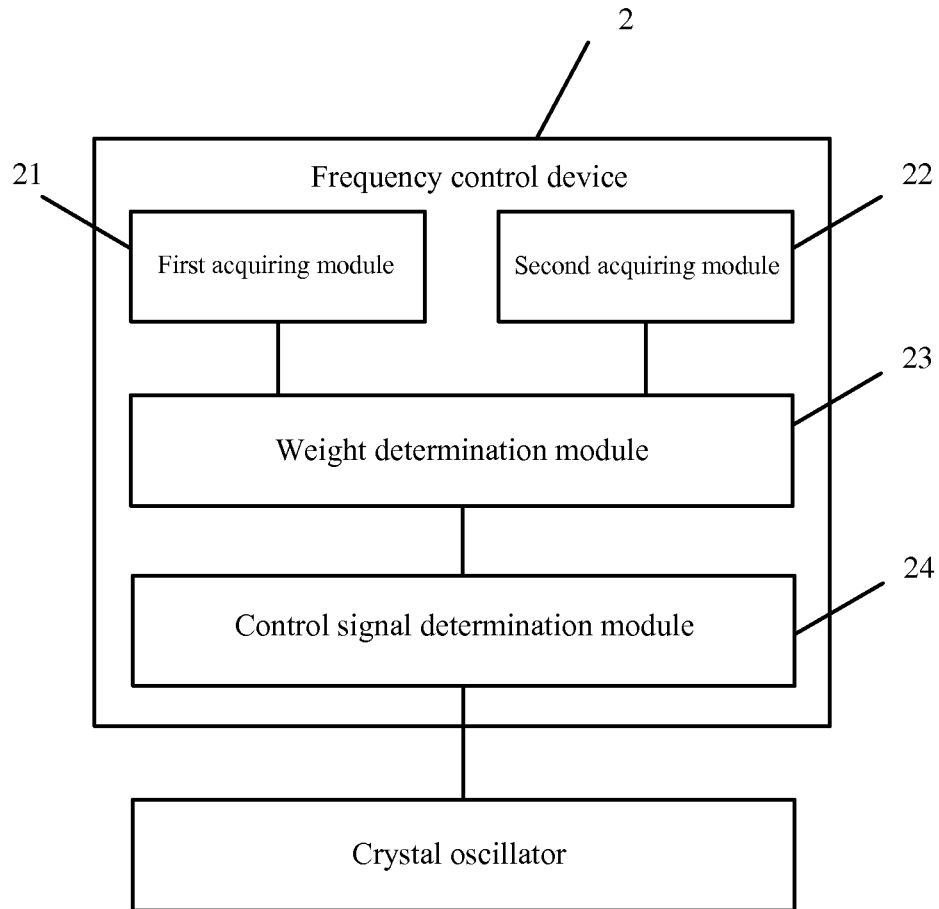 2
Frequency control device
21
22
First acquiring module
Second acquiring module
23
Weight determination module
24
Control signal determination module
Crystal oscillator